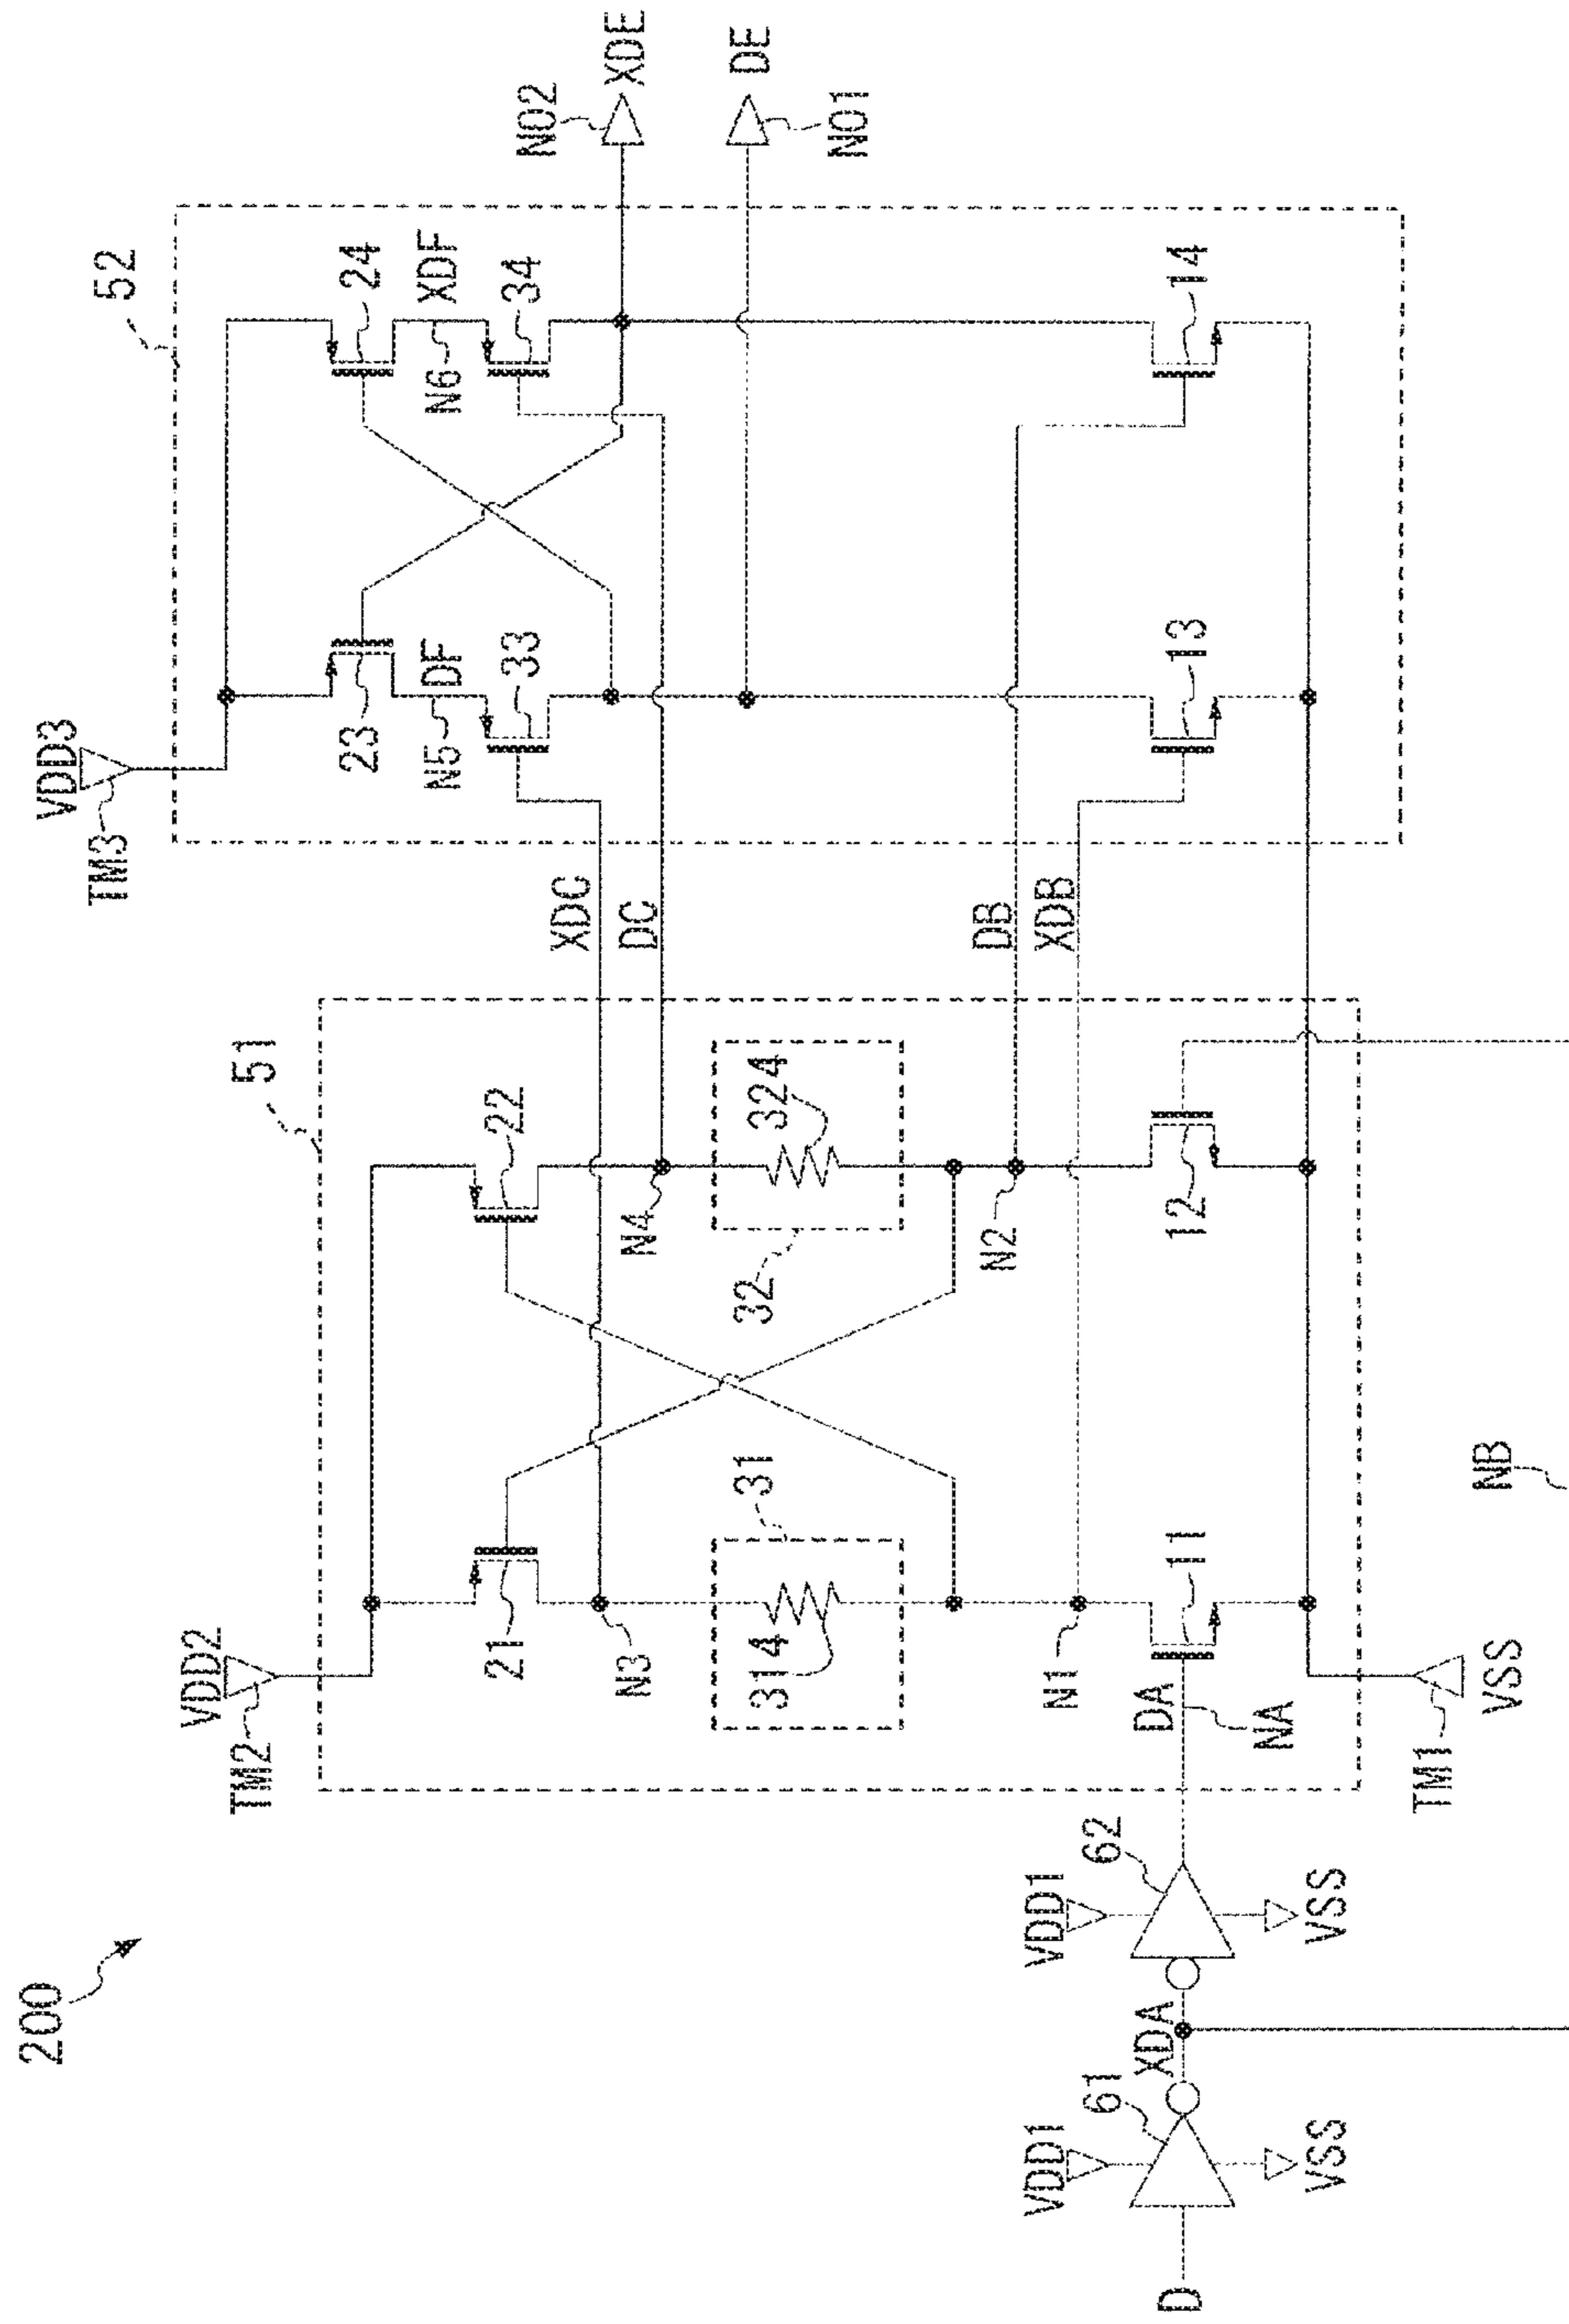 200
VDD3
TM3
52
23
24
N5
DF
N6
XDF
33
34
NO2
XDE
DE
NO1
VDD2
TM2
51
21
22
XDC
DC
N3
N4
314
31
324
32
DB
XDB
N1
N2
13
14
D
VDD1
61
VSS
XDA
VDD1
62
VSS
DA
NA
11
12
TM1
VSS
NB